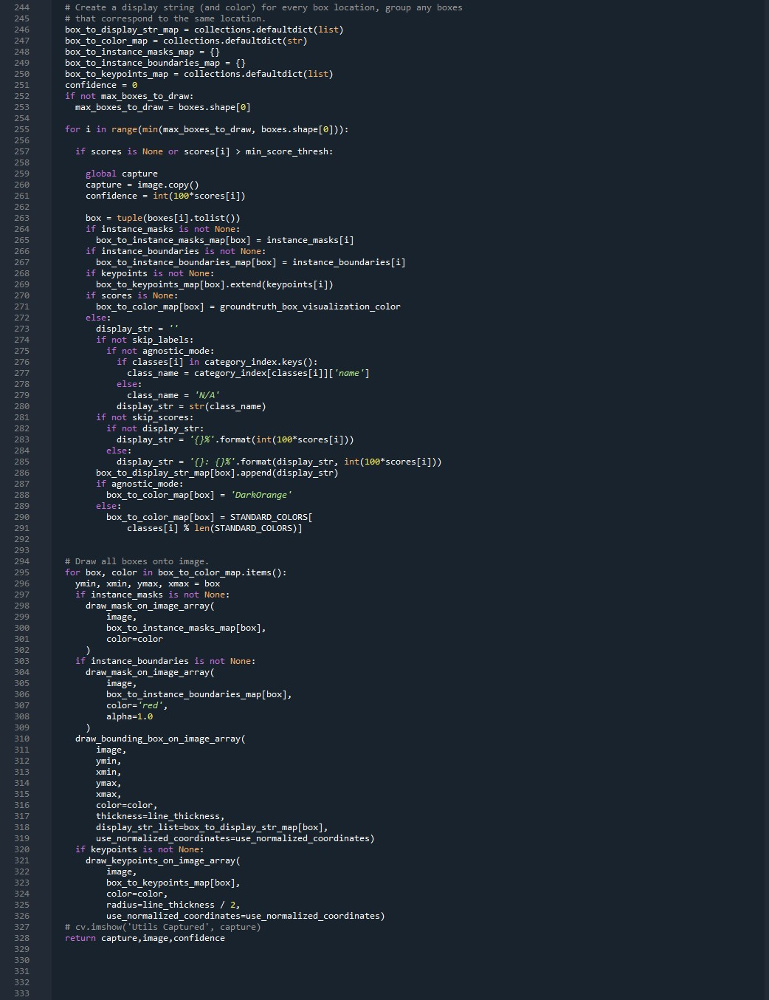 244 # Create a display string (and color) for every box location, group any boxes
245 # that correspond to the same location.
246 box_to_display_str_map = collections.defaultdict(list)
247 box_to_color_map = collections.defaultdict(str)
248 box_to_instance_masks_map = {}
249 box_to_instance_boundaries_map = {}
250 box_to_keypoints_map = collections.defaultdict(list)
251 confidence = 0
252 if not max_boxes_to_draw:
253   max_boxes_to_draw = boxes.shape[0]
254
255 for i in range(min(max_boxes_to_draw, boxes.shape[0])):
256
257   if scores is None or scores[i] > min_score_thresh:
258
259     global capture
260     capture = image.copy()
261     confidence = int(100*scores[i])
262
263     box = tuple(boxes[i].tolist())
264     if instance_masks is not None:
265       box_to_instance_masks_map[box] = instance_masks[i]
266     if instance_boundaries is not None:
267       box_to_instance_boundaries_map[box] = instance_boundaries[i]
268     if keypoints is not None:
269       box_to_keypoints_map[box].extend(keypoints[i])
270     if scores is None:
271       box_to_color_map[box] = groundtruth_box_visualization_color
272     else:
273       display_str = ''
274       if not skip_labels:
275         if not agnostic_mode:
276           if classes[i] in category_index.keys():
277             class_name = category_index[classes[i]]['name']
278           else:
279             class_name = 'N/A'
280           display_str = str(class_name)
281       if not skip_scores:
282         if not display_str:
283           display_str = '{}%'.format(int(100*scores[i]))
284         else:
285           display_str = '{}: {}%'.format(display_str, int(100*scores[i]))
286       box_to_display_str_map[box].append(display_str)
287       if agnostic_mode:
288         box_to_color_map[box] = 'DarkOrange'
289       else:
290         box_to_color_map[box] = STANDARD_COLORS[
291             classes[i] % len(STANDARD_COLORS)]
292
293
294 # Draw all boxes onto image.
295 for box, color in box_to_color_map.items():
296   ymin, xmin, ymax, xmax = box
297   if instance_masks is not None:
298     draw_mask_on_image_array(
299         image,
300         box_to_instance_masks_map[box],
301         color=color
302     )
303   if instance_boundaries is not None:
304     draw_mask_on_image_array(
305         image,
306         box_to_instance_boundaries_map[box],
307         color='red',
308         alpha=1.0
309     )
310   draw_bounding_box_on_image_array(
311       image,
312       ymin,
313       xmin,
314       ymax,
315       xmax,
316       color=color,
317       thickness=line_thickness,
318       display_str_list=box_to_display_str_map[box],
319       use_normalized_coordinates=use_normalized_coordinates)
320   if keypoints is not None:
321     draw_keypoints_on_image_array(
322         image,
323         box_to_keypoints_map[box],
324         color=color,
325         radius=line_thickness / 2,
326         use_normalized_coordinates=use_normalized_coordinates)
327 # cv.imshow('Utils Captured', capture)
328 return capture,image,confidence
329
330
331
332
333